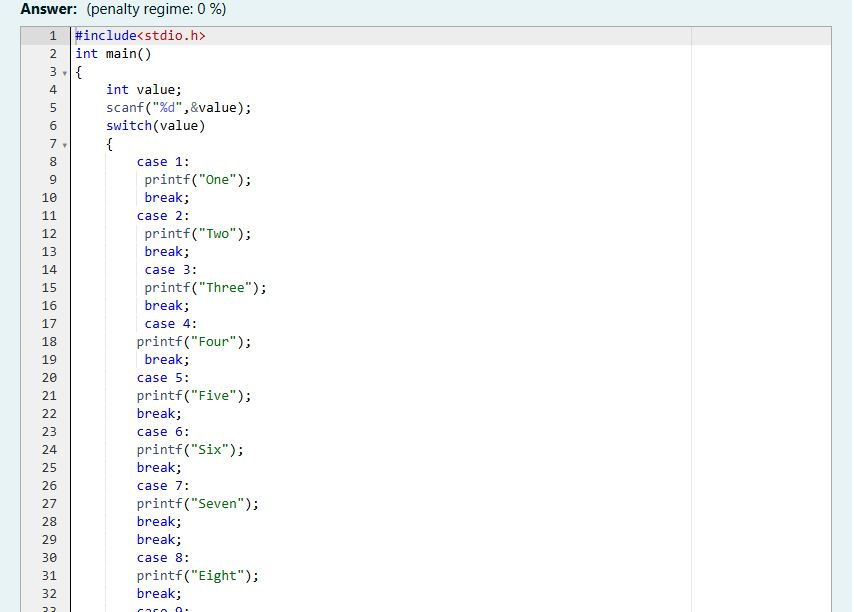 Answer: (penalty regime: 0 %)
1 #include<stdio.h>
2 int main()
3 {
4 int value;
5 scanf("%d",&value);
6 switch(value)
7 {
8 case 1:
9 printf("One");
10 break;
11 case 2:
12 printf("Two");
13 break;
14 case 3:
15 printf("Three");
16 break;
17 case 4:
18 printf("Four");
19 break;
20 case 5:
21 printf("Five");
22 break;
23 case 6:
24 printf("Six");
25 break;
26 case 7:
27 printf("Seven");
28 break;
29 break;
30 case 8:
31 printf("Eight");
32 break;
33 case 9: